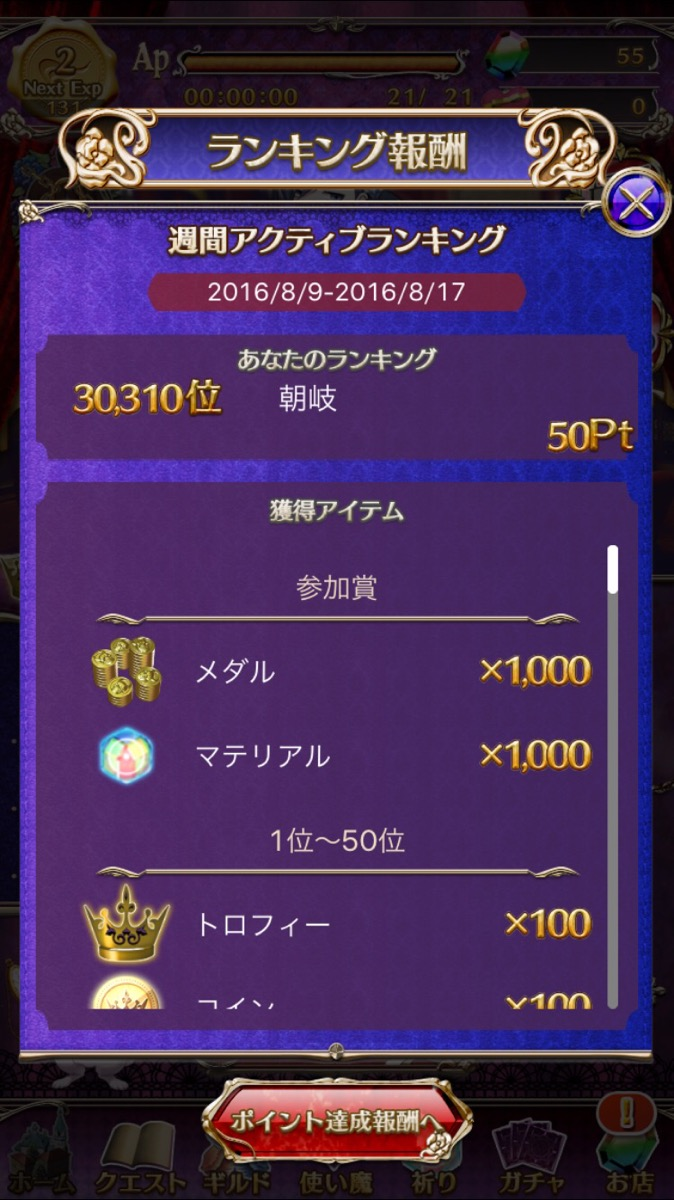 2
Next Exp
131
Ap
55
00:00:00
21/ 21
0
ランキング報酬
週間アクティブランキング
2016/8/9-2016/8/17
あなたのランキング
30,310位
朝岐
50Pt
獲得アイテム
参加賞
メダル
×1,000
マテリアル
×1,000
1位〜50位
トロフィー
×100
コイン
×100
ポイント達成報酬へ
ホーム
クエスト
ギルド
使い魔
祈り
ガチャ
お店